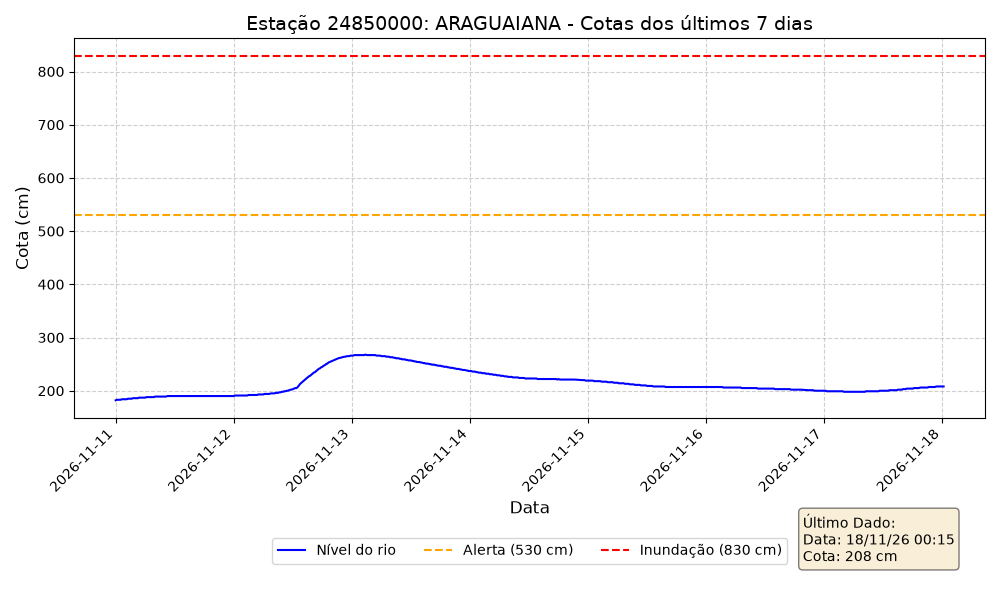 Estação 24850000: ARAGUAIANA - Cotas dos últimos 7 dias
Cota (cm)
800
700
600
500
400
300
200
2026-11-11
2026-11-12
2026-11-13
2026-11-14
2026-11-15
2026-11-16
2026-11-17
2026-11-18
Data
Nível do rio
Alerta (530 cm)
Inundação (830 cm)
Último Dado:
Data: 18/11/26 00:15
Cota: 208 cm